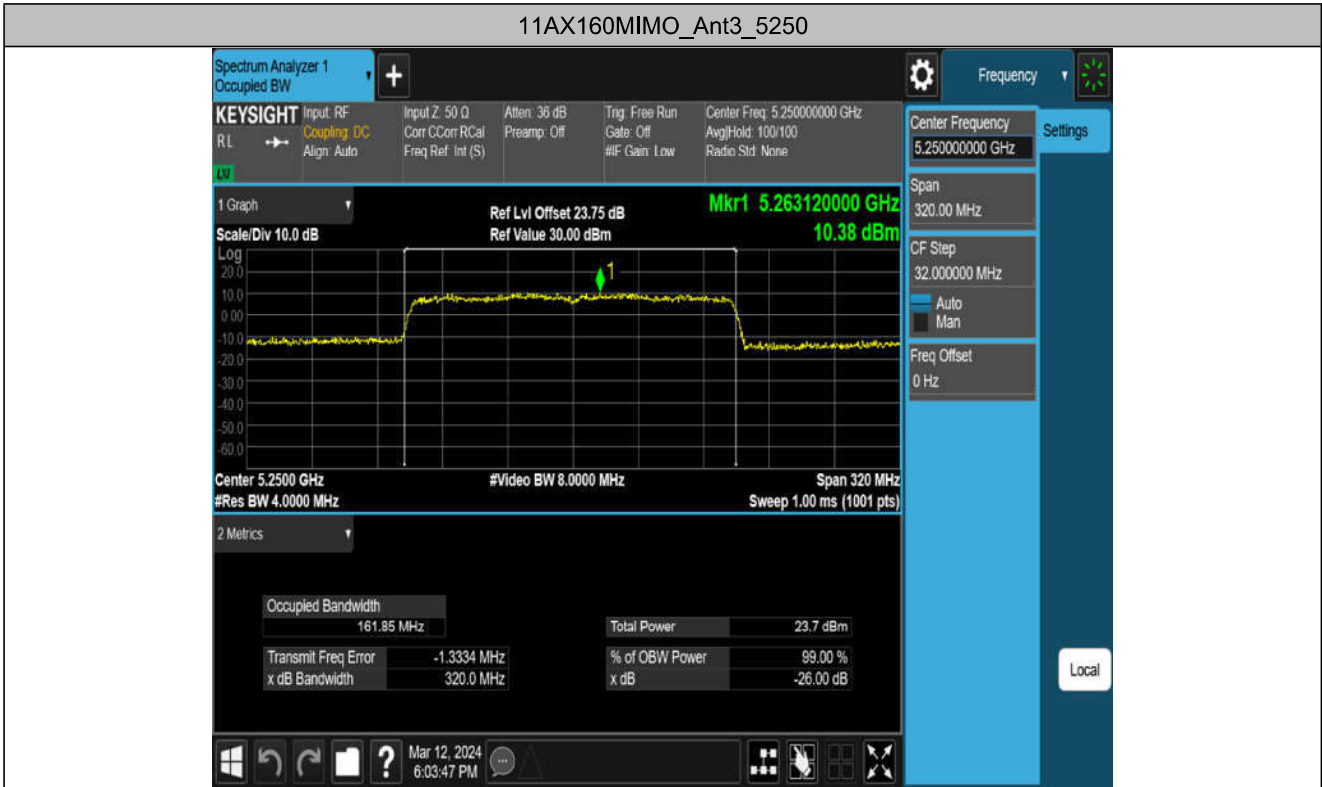 11AX160MIMO_Ant3_5250
Spectrum Analyzer 1
Occupied BW
+
Frequency
KEYSIGHT
R L
LXI
Input: RF
Coupling: DC
Align: Auto
Input Z: 50 Ω
Corr CCorr RCal
Freq Ref: Int (S)
Atten: 36 dB
Preamp: Off
Trig: Free Run
Gate: Off
#IF Gain: Low
Center Freq: 5.250000000 GHz
Avg|Hold: 100/100
Radio Std: None
Center Frequency
5.250000000 GHz
Settings
Span
320.00 MHz
CF Step
32.000000 MHz
Auto
Man
Freq Offset
0 Hz
Local
1 Graph
Scale/Div 10.0 dB
Ref Lvl Offset 23.75 dB
Ref Value 30.00 dBm
Mkr1 5.263120000 GHz
10.38 dBm
Log
20.0
10.0
0.00
-10.0
-20.0
-30.0
-40.0
-50.0
-60.0
1
Center 5.2500 GHz
#Res BW 4.0000 MHz
#Video BW 8.0000 MHz
Span 320 MHz
Sweep 1.00 ms (1001 pts)
2 Metrics
Occupied Bandwidth
161.85 MHz
Total Power 23.7 dBm
Transmit Freq Error -1.3334 MHz
% of OBW Power 99.00 %
x dB Bandwidth 320.0 MHz
x dB -26.00 dB
?
Mar 12, 2024
6:03:47 PM